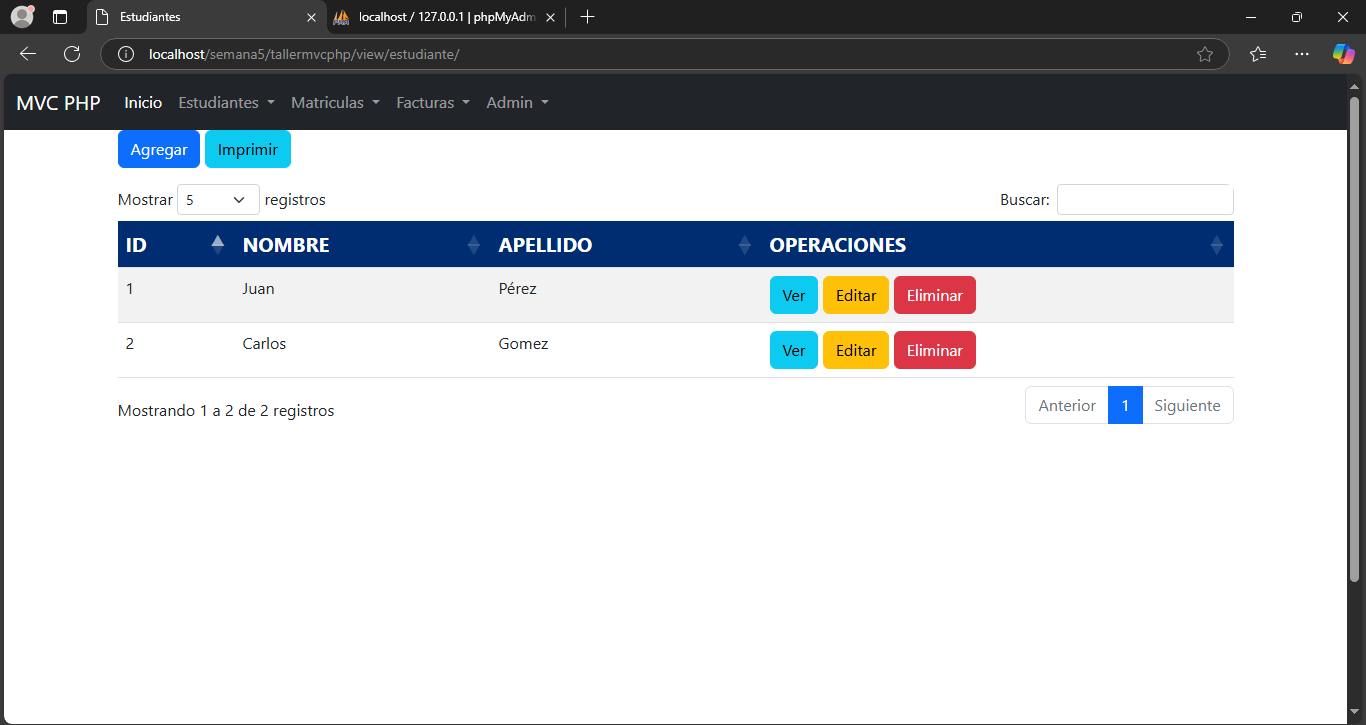 Estudiantes
localhost / 127.0.0.1 | phpMyAdm
localhost/semana5/tallermvcphp/view/estudiante/
MVC PHP Inicio Estudiantes Matriculas Facturas Admin
Agregar Imprimir
Mostrar 5 registros Buscar:
ID NOMBRE APELLIDO OPERACIONES
1 Juan Pérez Ver Editar Eliminar
2 Carlos Gomez Ver Editar Eliminar
Mostrando 1 a 2 de 2 registros Anterior 1 Siguiente